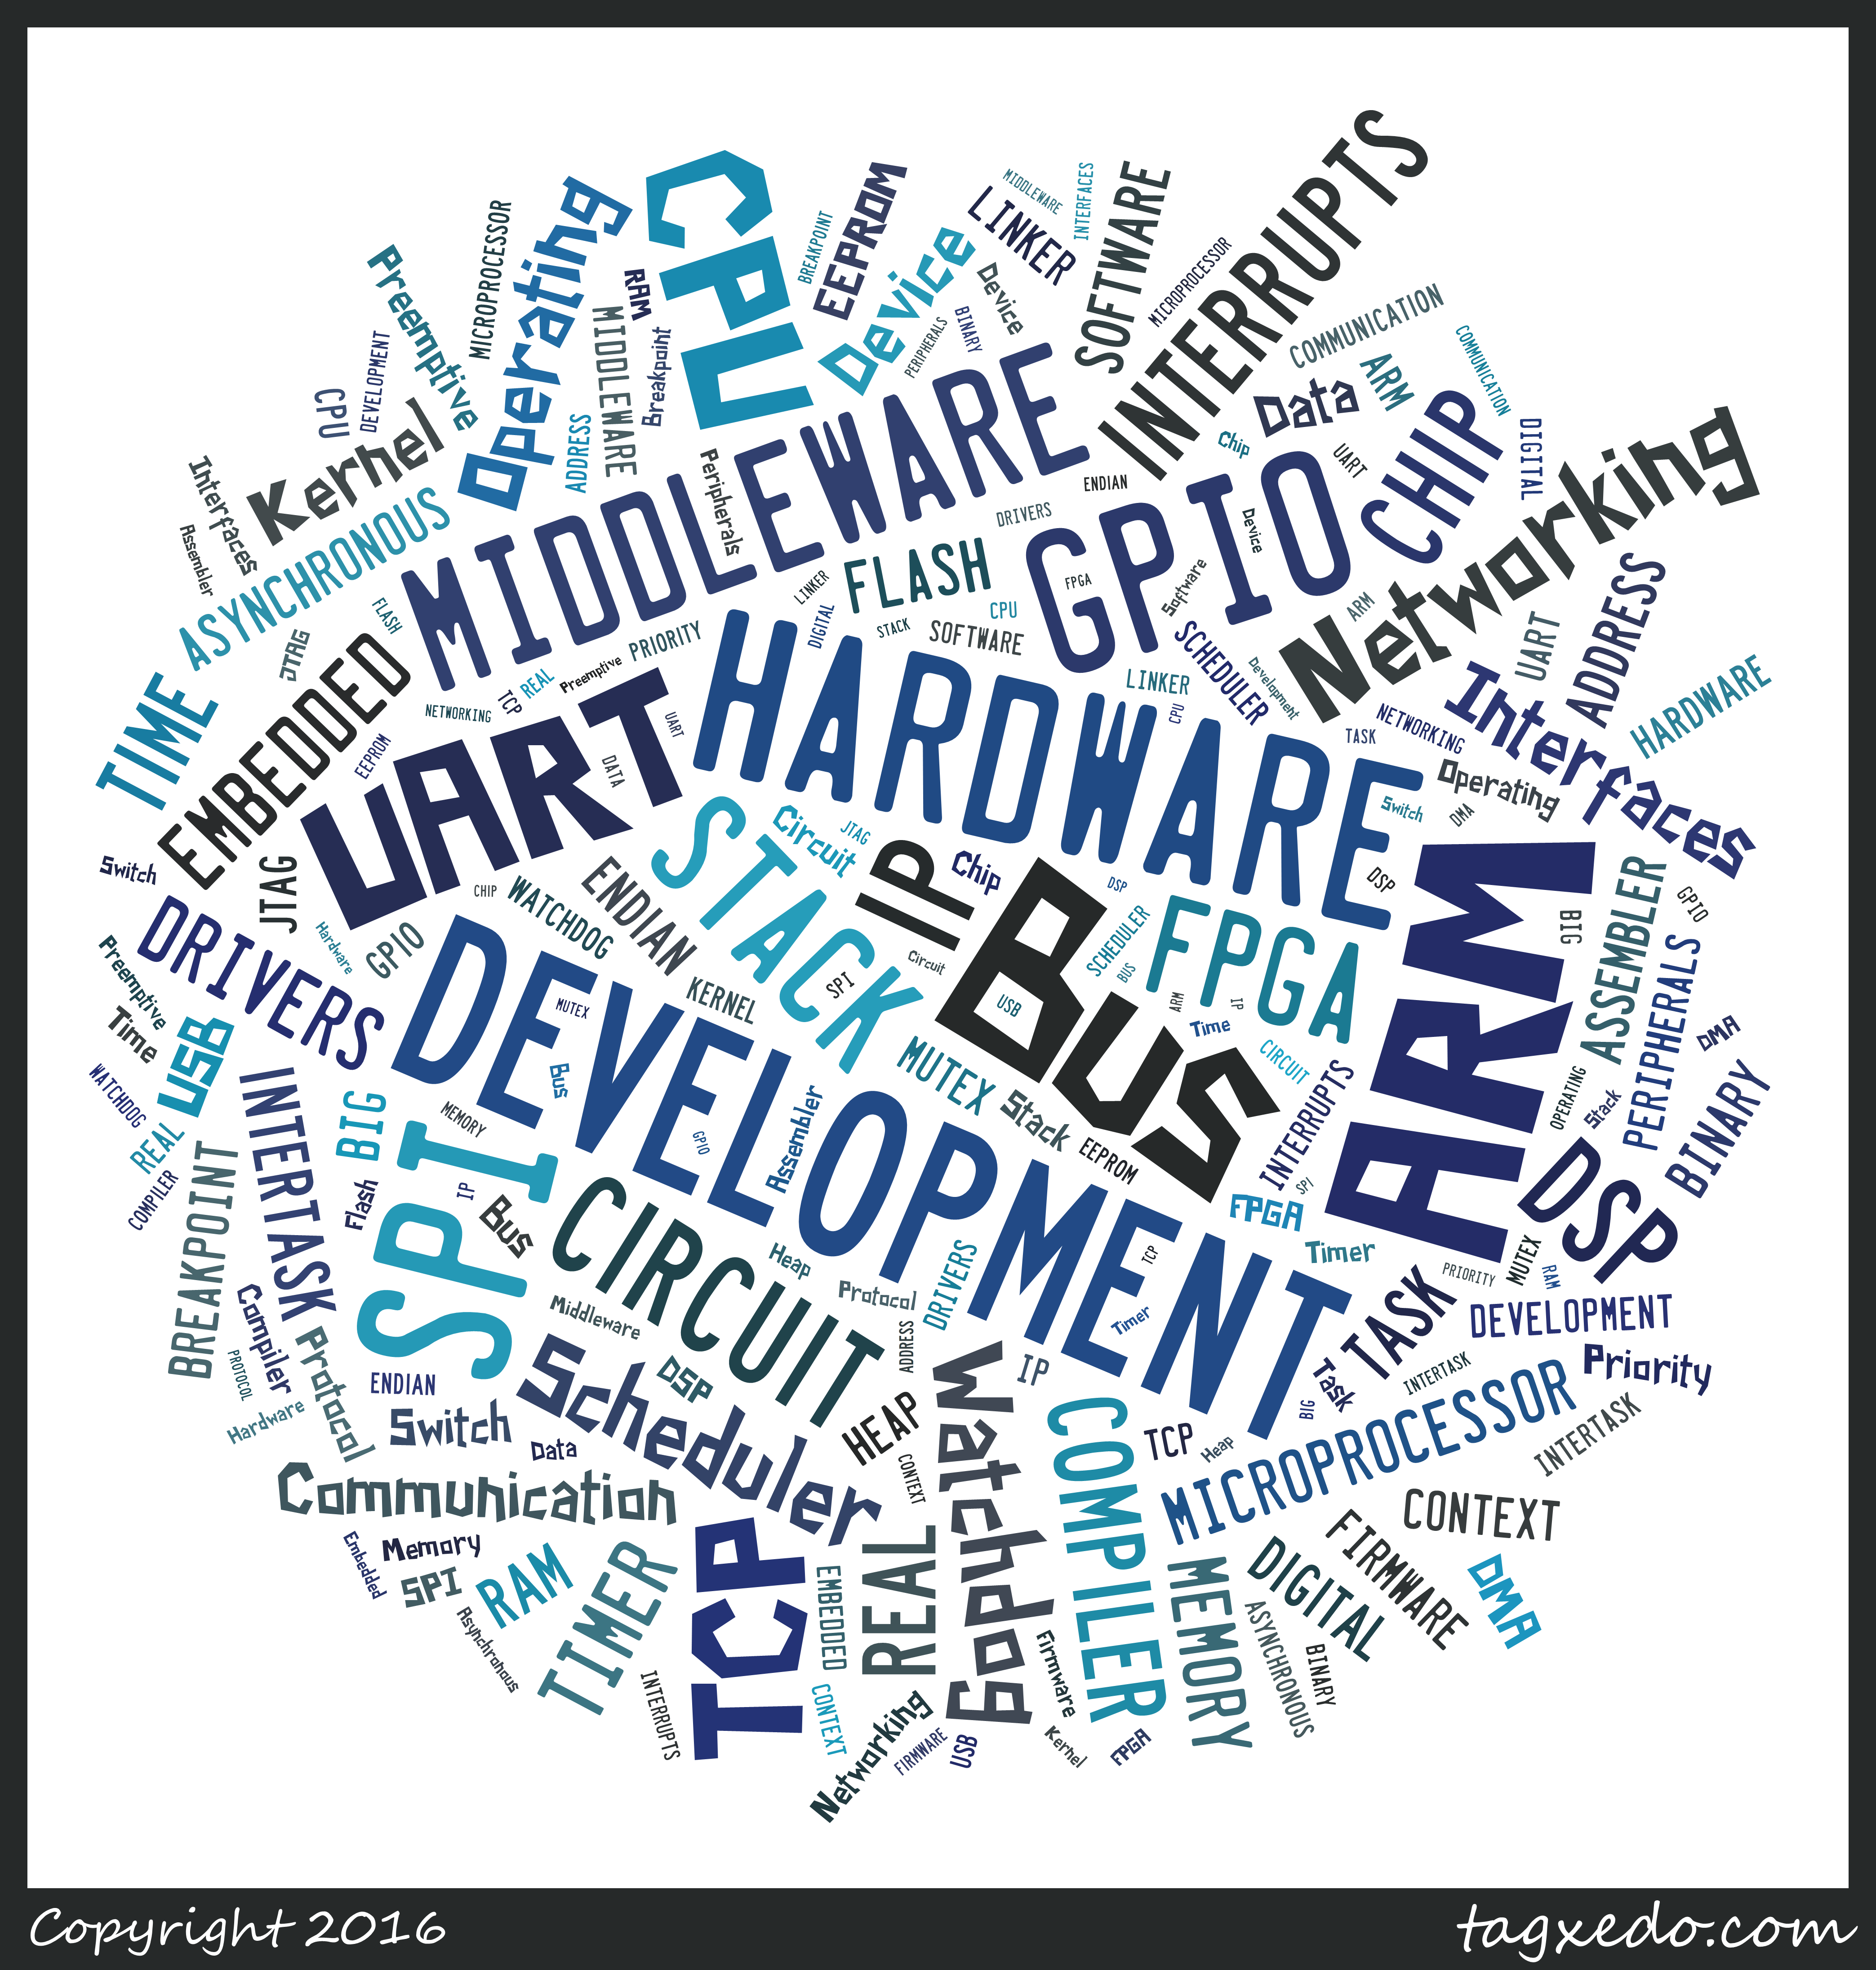 CPU
EEPROM
MIDDLEWARE
LINKER
INTERFACES
SOFTWARE
INTERRUPTS
MICROPROCESSOR
Operating
Preemptive
MICROPROCESSOR
RAM
BREAKPOINT
Device
Device
BINARY
PERIPHERALS
MIDDLEWARE
Breakpoint
DEVELOPMENT
CPU
Kernel
ADDRESS
COMMUNICATION
COMMUNICATION
ARM
Data
Chip
UART
CHIP
DIGITAL
Networking
MIDDLEWARE
Peripherals
ENDIAN
DRIVERS
GPIO
Device
FPGA
Software
Interfaces
Assembler
ASYNCHRONOUS
FLASH
JTAG
TIME
EMBEDDED
FLASH
LINKER
DIGITAL
STACK
CPU
SOFTWARE
PRIORITY
Preemptive
REAL
TCP
NETWORKING
EEPROM
UART
UART
DATA
HARDWARE
LINKER
CPU
SCHEDULER
Development
ARM
UART
ADDRESS
HARDWARE
TASK
NETWORKING
Interfaces
Operating
DMA
Switch
DSP
ARM
BIG
ASSEMBLER
GPIO
PERIPHERALS
DMA
BINARY
Switch
JTAG
DRIVERS
Hardware
GPIO
CHIP
WATCHDOG
ENDIAN
STACK
Circuit
JTAG
IP
Chip
Circuit
SPI
KERNEL
BUS
USB
DSP
SCHEDULER
BUS
FPGA
ARM
IP
Time
CIRCUIT
INTERRUPTS
SPI
FPGA
Timer
Preemptive
Time
USB
WATCHDOG
REAL
COMPILER
BREAKPOINT
INTERTASK
BIG
DEVELOPMENT
MUTEX
Bus
GPIO
Assembler
MUTEX
Stack
EEPROM
TCP
Timer
MEMORY
SPI
IP
Bus
Flash
CIRCUIT
Heap
Protocol
DRIVERS
Middleware
ADDRESS
OPERATING
Stack
DSP
MUTEX
RAM
PRIORITY
TASK
Task
BIG
DEVELOPMENT
Priority
INTERTASK
INTERTASK
MICROPROCESSOR
Compiler
PROTOCOL
Protocol
Hardware
ENDIAN
Switch
Data
Scheduler
DSP
HEAP
CONTEXT
Watchdog
IP
COMPILER
TCP
Heap
Communication
Embedded
Memory
SPI
RAM
Asynchronous
TIMER
INTERRUPTS
TCP
EMBEDDED
CONTEXT
REAL
Networking
FIRMWARE
USB
Firmware
Kernel
FPGA
MEMORY
ASYNCHRONOUS
BINARY
DIGITAL
FIRMWARE
CONTEXT
DMA
Copyright 2016
tagxedo.com